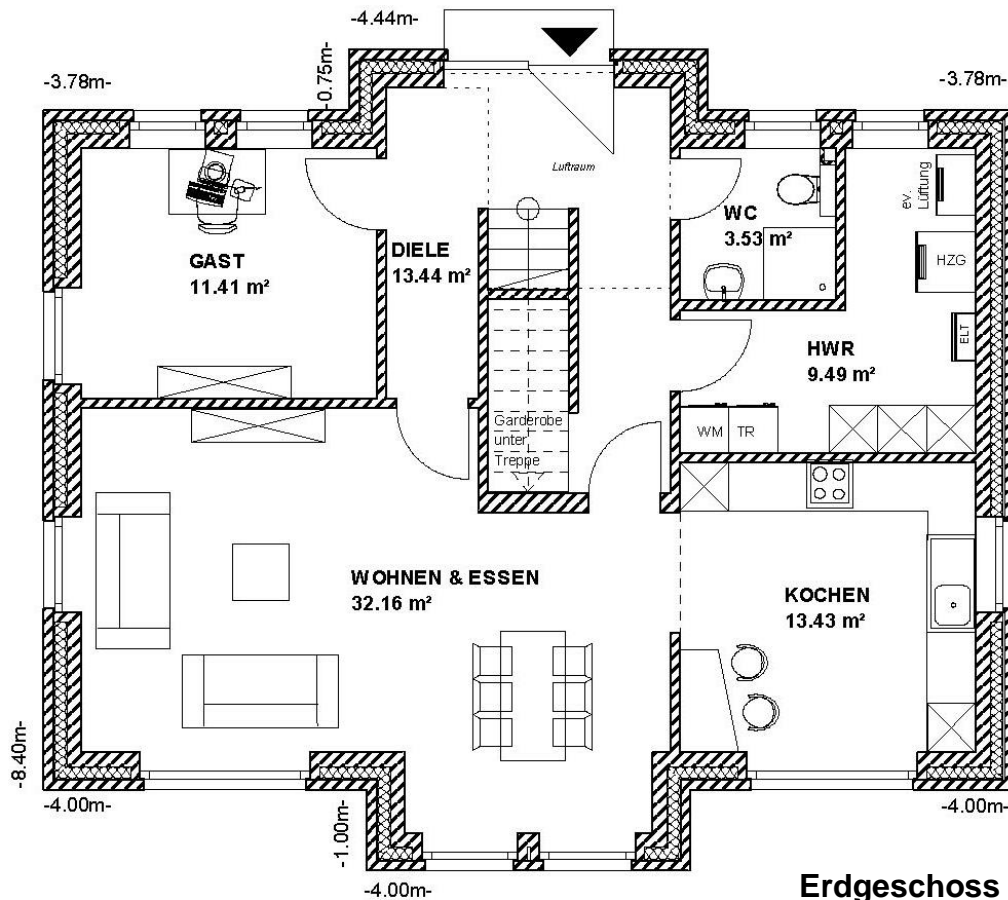 -4.44m-
-3.78m-
-0.75m-
-3.78m-
Luftraum
ev.
Lüftung
WC
3.53 m²
GAST
11.41 m²
DIELE
13.44 m²
HZG
ELT
HWR
9.49 m²
Garderobe
unter
Treppe
WM
TR
WOHNEN & ESSEN
32.16 m²
KOCHEN
13.43 m²
-8.40m-
-4.00m-
-1.00m-
-4.00m-
-4.00m-
Erdgeschoss